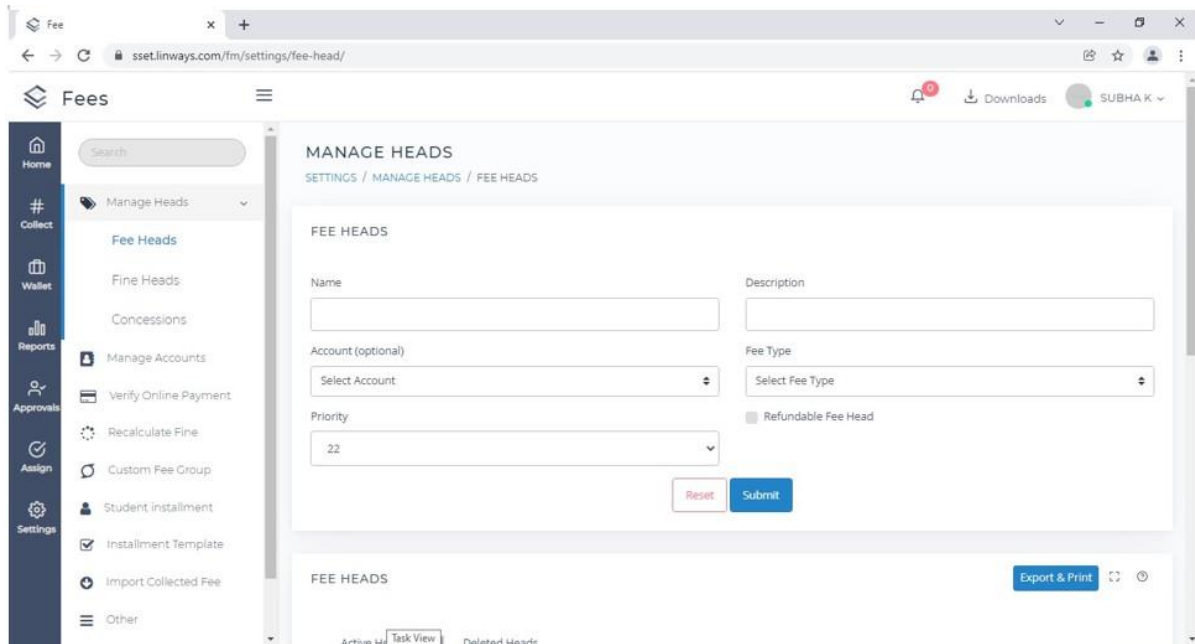 Fee
sset.linways.com/fm/settings/fee-head/
Fees
0
Downloads
SUBHA K
Home
Collect
Wallet
Reports
Approvals
Assign
Settings
Search
Manage Heads
Fee Heads
Fine Heads
Concessions
Manage Accounts
Verify Online Payment
Recalculate Fine
Custom Fee Group
Student installment
Installment Template
Import Collected Fee
Other
MANAGE HEADS
SETTINGS / MANAGE HEADS / FEE HEADS
FEE HEADS
Name Description
Account (optional) Fee Type
Select Account Select Fee Type
Priority Refundable Fee Head
22
Reset Submit
FEE HEADS Export & Print
Active Task View Deleted Heads